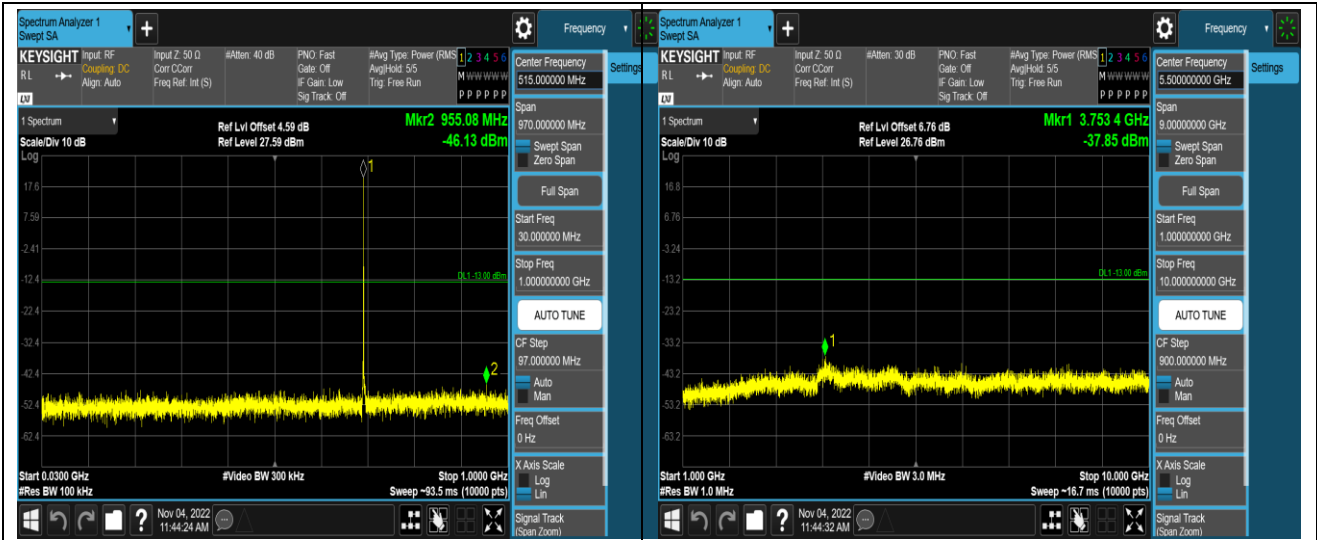 Spectrum Analyzer 1
Swept SA
+
Frequency
KEYSIGHT
RL
LXI
Input: RF
Coupling: DC
Align: Auto
Input Z: 50 Ω
Corr CCorr
Freq Ref: Int (S)
#Atten: 40 dB
PNO: Fast
Gate: Off
IF Gain: Low
Sig Track: Off
#Avg Type: Power (RMS
Avg|Hold: 5/5
Trig: Free Run
1 2 3 4 5 6
M W W W W W
P P P P P P
Center Frequency
515.000000 MHz
Settings
1 Spectrum
Scale/Div 10 dB
Log
Ref Lvl Offset 4.59 dB
Ref Level 27.59 dBm
Mkr2 955.08 MHz
-46.13 dBm
1
17.6
7.59
-2.41
-12.4
-22.4
-32.4
-42.4
-52.4
-62.4
DL1 -13.00 dBm
2
Start 0.0300 GHz
#Res BW 100 kHz
#Video BW 300 kHz
Stop 1.0000 GHz
Sweep ~93.5 ms (10000 pts)
Span
970.000000 MHz
Swept Span
Zero Span
Full Span
Start Freq
30.000000 MHz
Stop Freq
1.000000000 GHz
AUTO TUNE
CF Step
97.000000 MHz
Auto
Man
Freq Offset
0 Hz
X Axis Scale
Log
Lin
Signal Track
(Span Zoom)
?
Nov 04, 2022
11:44:24 AM
Spectrum Analyzer 1
Swept SA
+
Frequency
KEYSIGHT
RL
LXI
Input: RF
Coupling: DC
Align: Auto
Input Z: 50 Ω
Corr CCorr
Freq Ref: Int (S)
#Atten: 30 dB
PNO: Fast
Gate: Off
IF Gain: Low
Sig Track: Off
#Avg Type: Power (RMS
Avg|Hold: 5/5
Trig: Free Run
1 2 3 4 5 6
M W W W W W
P P P P P P
Center Frequency
5.500000000 GHz
Settings
1 Spectrum
Scale/Div 10 dB
Log
Ref Lvl Offset 6.76 dB
Ref Level 26.76 dBm
Mkr1 3.753 4 GHz
-37.85 dBm
16.8
6.76
-3.24
-13.2
-23.2
-33.2
-43.2
-53.2
-63.2
DL1 -13.00 dBm
1
Start 1.000 GHz
#Res BW 1.0 MHz
#Video BW 3.0 MHz
Stop 10.000 GHz
Sweep ~16.7 ms (10000 pts)
Span
9.00000000 GHz
Swept Span
Zero Span
Full Span
Start Freq
1.000000000 GHz
Stop Freq
10.000000000 GHz
AUTO TUNE
CF Step
900.000000 MHz
Auto
Man
Freq Offset
0 Hz
X Axis Scale
Log
Lin
Signal Track
(Span Zoom)
?
Nov 04, 2022
11:44:32 AM